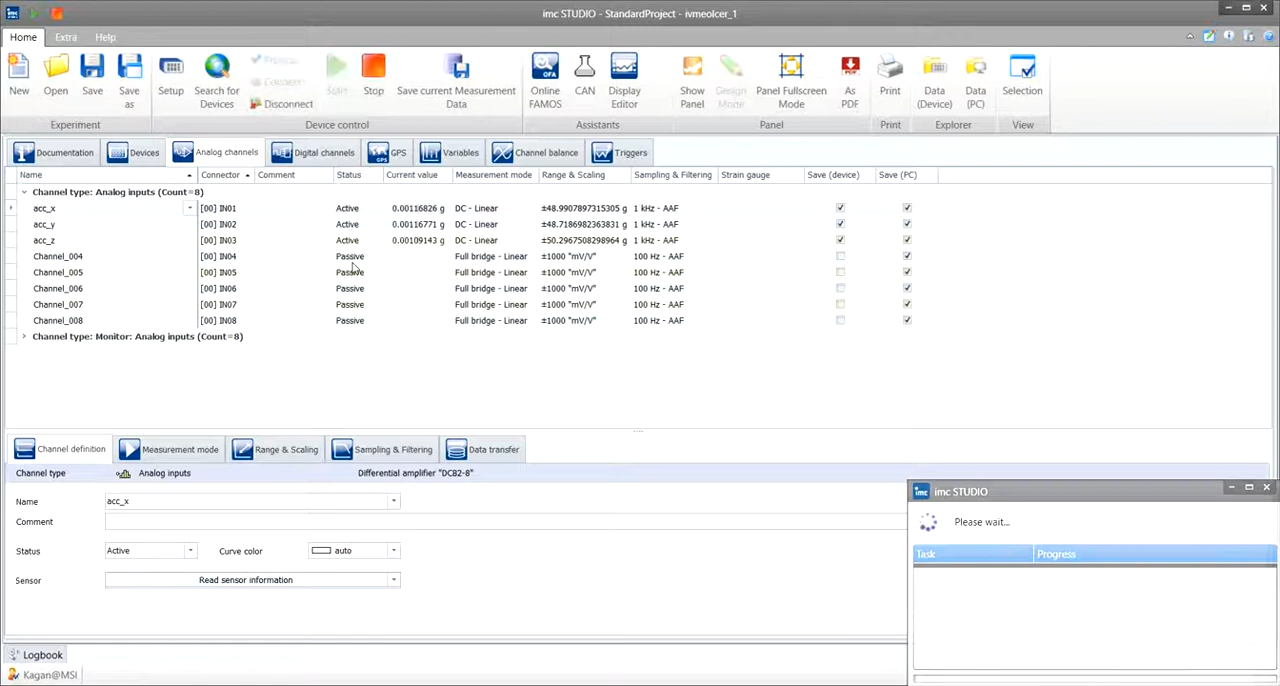 imc STUDIO - StandardProject - ivmeolcer_1
Home Extra Help
New Open Save Save as Setup Search for Devices Disconnect Stop Save current Measurement Data Online FAMOS CAN Display Editor Show Panel Design Mode Panel Fullscreen Mode As PDF Print Data (Device) Data (PC) Selection
Experiment Device control Assistants Panel Print Explorer View
Documentation Devices Analog channels Digital channels GPS Variables Channel balance Triggers
Name Connector Comment Status Current value Measurement mode Range & Scaling Sampling & Filtering Strain gauge Save (device) Save (PC)
Channel type: Analog inputs (Count=8)
acc_x [00] IN01 Active 0.00116826 g DC - Linear ±48.9907897315305 g 1 kHz - AAF
acc_y [00] IN02 Active 0.00116771 g DC - Linear ±48.7186982363831 g 1 kHz - AAF
acc_z [00] IN03 Active 0.00109143 g DC - Linear ±50.2967508298964 g 1 kHz - AAF
Channel_004 [00] IN04 Passive Full bridge - Linear ±1000 "mV/V" 100 Hz - AAF
Channel_005 [00] IN05 Passive Full bridge - Linear ±1000 "mV/V" 100 Hz - AAF
Channel_006 [00] IN06 Passive Full bridge - Linear ±1000 "mV/V" 100 Hz - AAF
Channel_007 [00] IN07 Passive Full bridge - Linear ±1000 "mV/V" 100 Hz - AAF
Channel_008 [00] IN08 Passive Full bridge - Linear ±1000 "mV/V" 100 Hz - AAF
Channel type: Monitor: Analog inputs (Count=8)
Channel definition Measurement mode Range & Scaling Sampling & Filtering Data transfer
Channel type Analog inputs Differential amplifier "DCB2-8"
Name acc_x
Comment
Status Active Curve color auto
Sensor Read sensor information
imc STUDIO
Please wait...
Task Progress
Logbook
Kagan@MSI